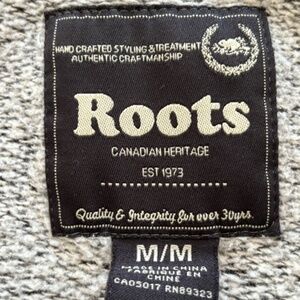 HAND CRAFTED STYLING & TREATMENT
AUTHENTIC CRAFTMANSHIP
Roots
CANADIAN HERITAGE
EST 1973
Quality & Integrity for over 30yrs.
M/M
MADE IN CHINA
FABRIQUÉ EN
CHINE
CA05017 RN89323